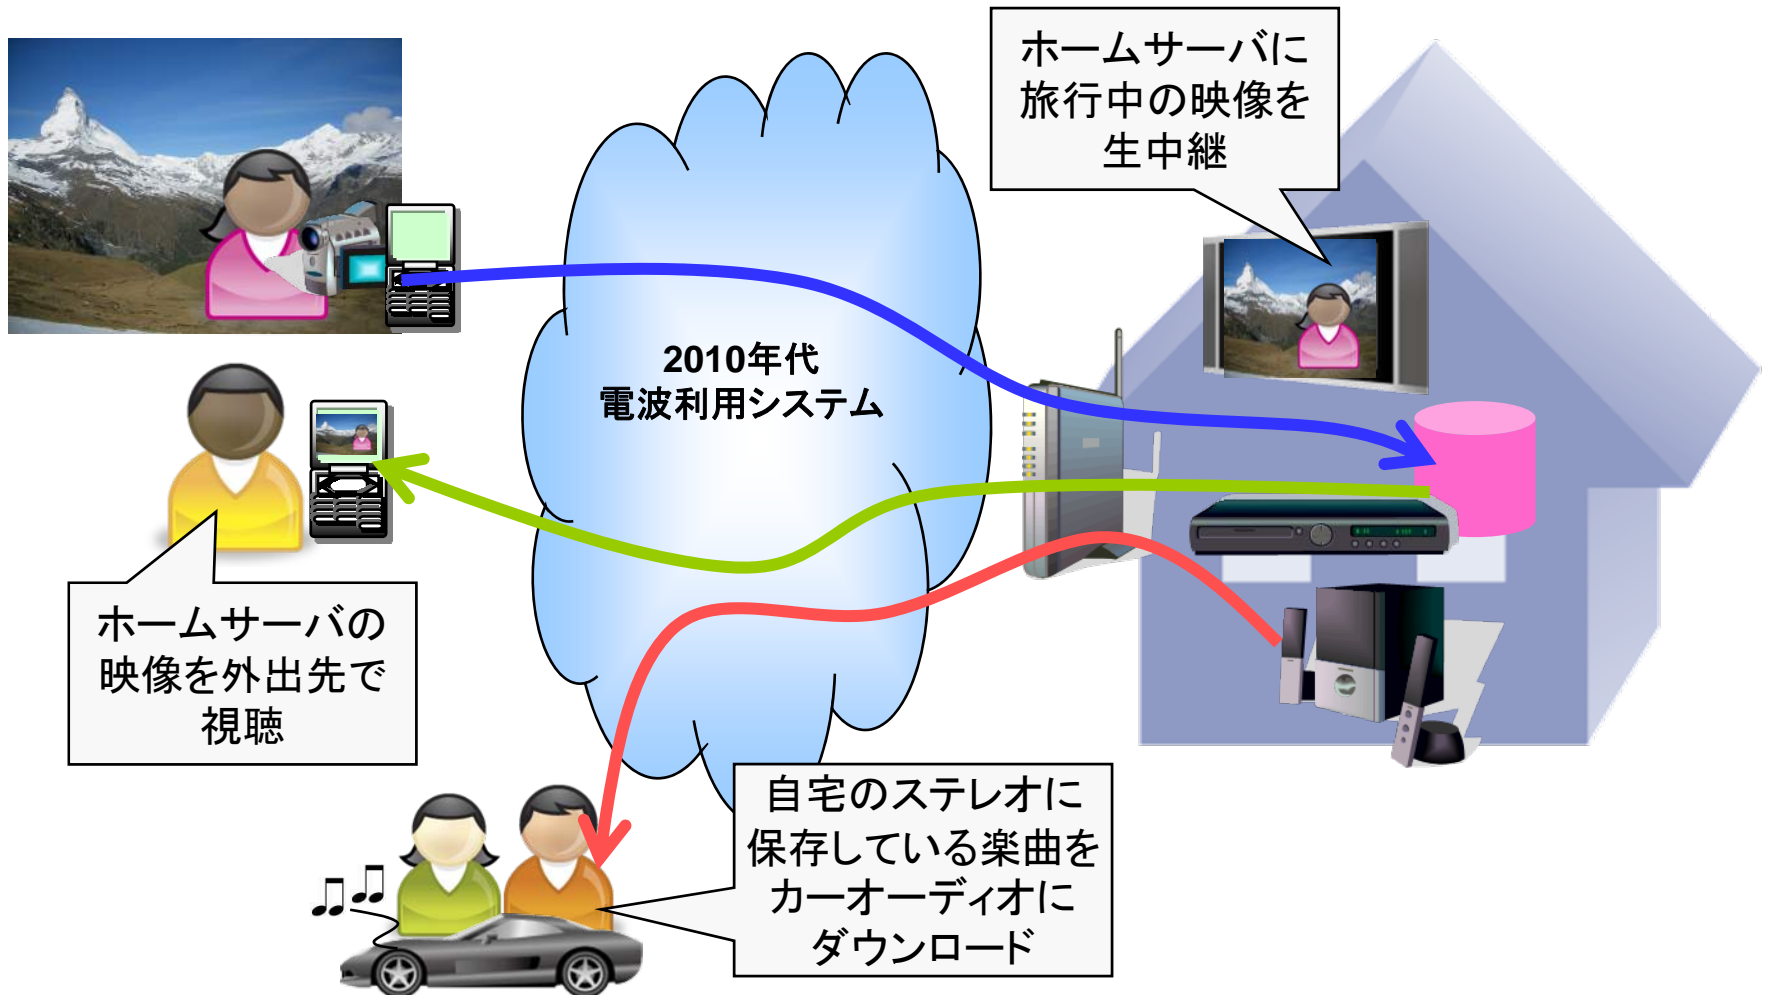 ホームサーバに
旅行中の映像を
生中継
2010年代
電波利用システム
ホームサーバの
映像を外出先で
視聴
自宅のステレオに
保存している楽曲を
カーオーディオに
ダウンロード